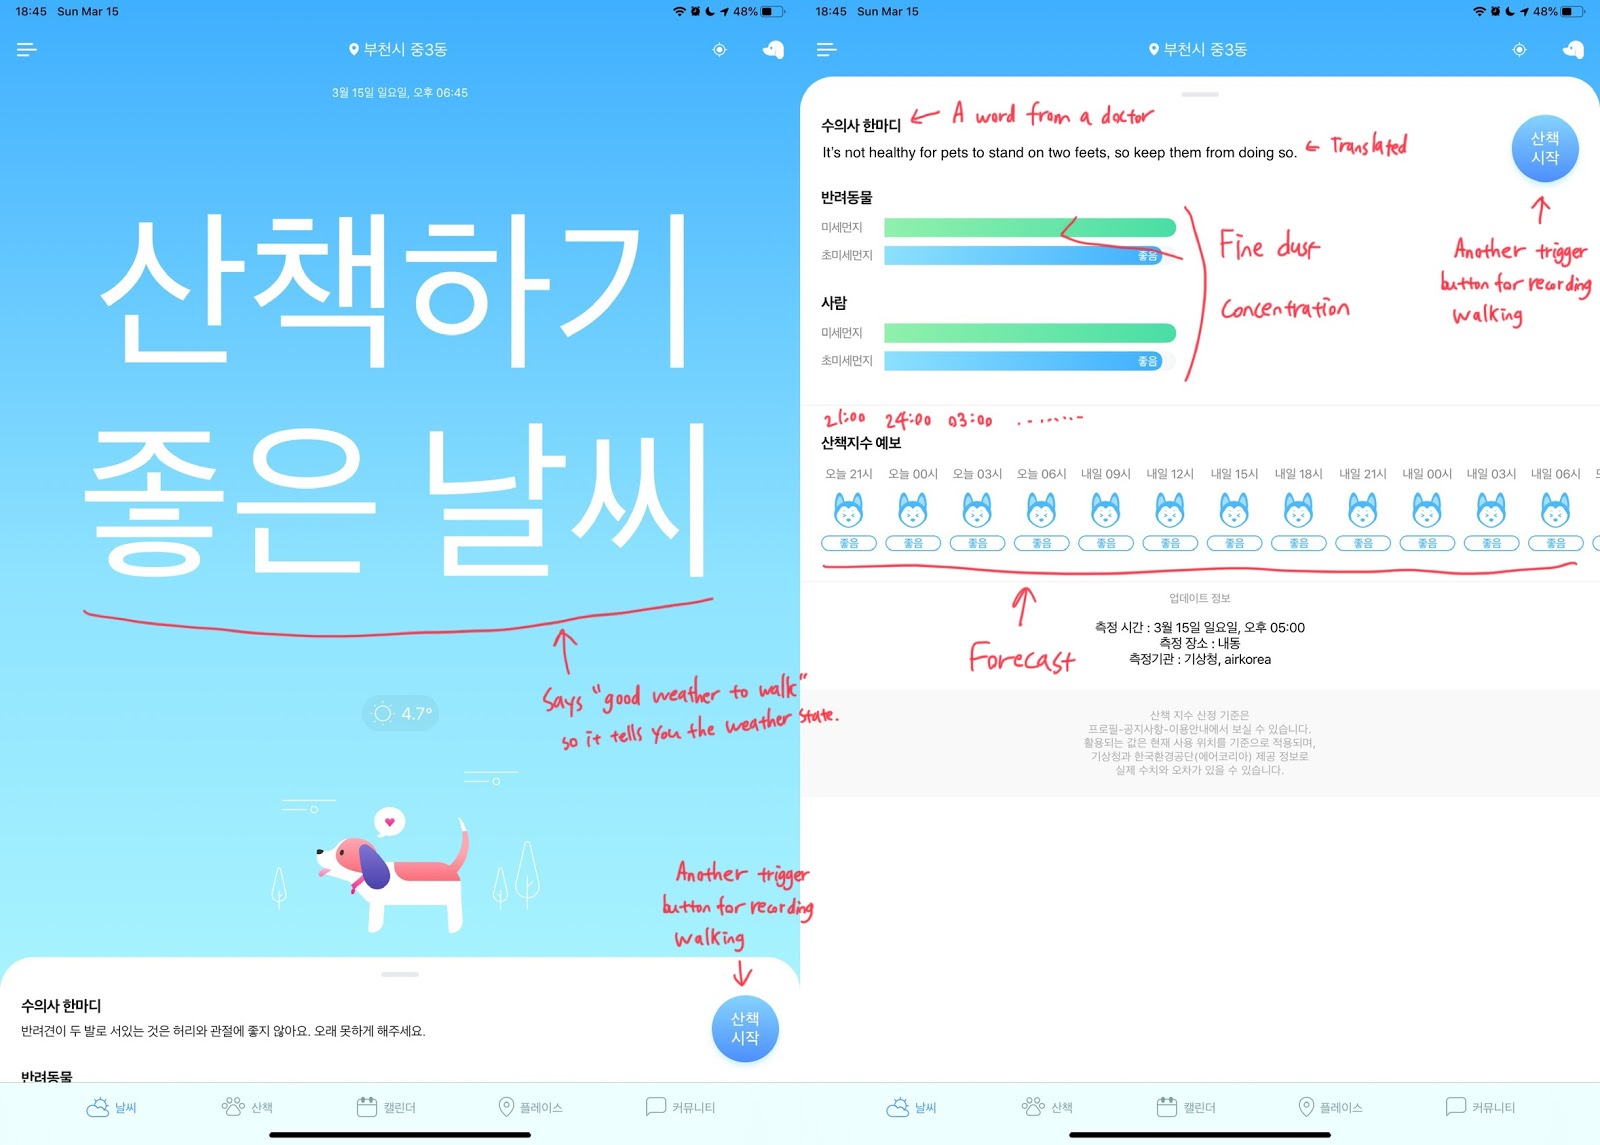 18:45 Sun Mar 15
48%
부천시 중3동
3월 15일 일요일, 오후 06:45
산책하기
좋은 날씨
Says "good weather to walk"
so it tells you the weather state.
4.7°
Another trigger
button for recording
walking
수의사 한마디
반려견이 두 발로 서있는 것은 허리와 관절에 좋지 않아요. 오래 못하게 해주세요.
산책
시작
반려동물
날씨 산책 캘린더 플레이스 커뮤니티
18:45 Sun Mar 15
48%
부천시 중3동
수의사 한마디
A word from a doctor
It's not healthy for pets to stand on two feets, so keep them from doing so.
Translated
산책
시작
Another trigger
button for recording
walking
반려동물
미세먼지
초미세먼지 좋음
Fine dust
concentration
사람
미세먼지
초미세먼지 좋음
21:00 24:00 03:00 ........
산책지수 예보
오늘 21시 오늘 00시 오늘 03시 오늘 06시 내일 09시 내일 12시 내일 15시 내일 18시 내일 21시 내일 00시 내일 03시 내일 06시
좋음 좋음 좋음 좋음 좋음 좋음 좋음 좋음 좋음 좋음 좋음 좋음
Forecast
업데이트 정보
측정 시간 : 3월 15일 일요일, 오후 05:00
측정 장소 : 내동
측정기관 : 기상청, airkorea
산책 지수 산정 기준은
프로필-공지사항-이용안내에서 보실 수 있습니다.
활용되는 값은 현재 사용 위치를 기준으로 적용되며,
기상청과 한국환경공단(에어코리아) 제공 정보로
실제 수치와 오차가 있을 수 있습니다.
날씨 산책 캘린더 플레이스 커뮤니티